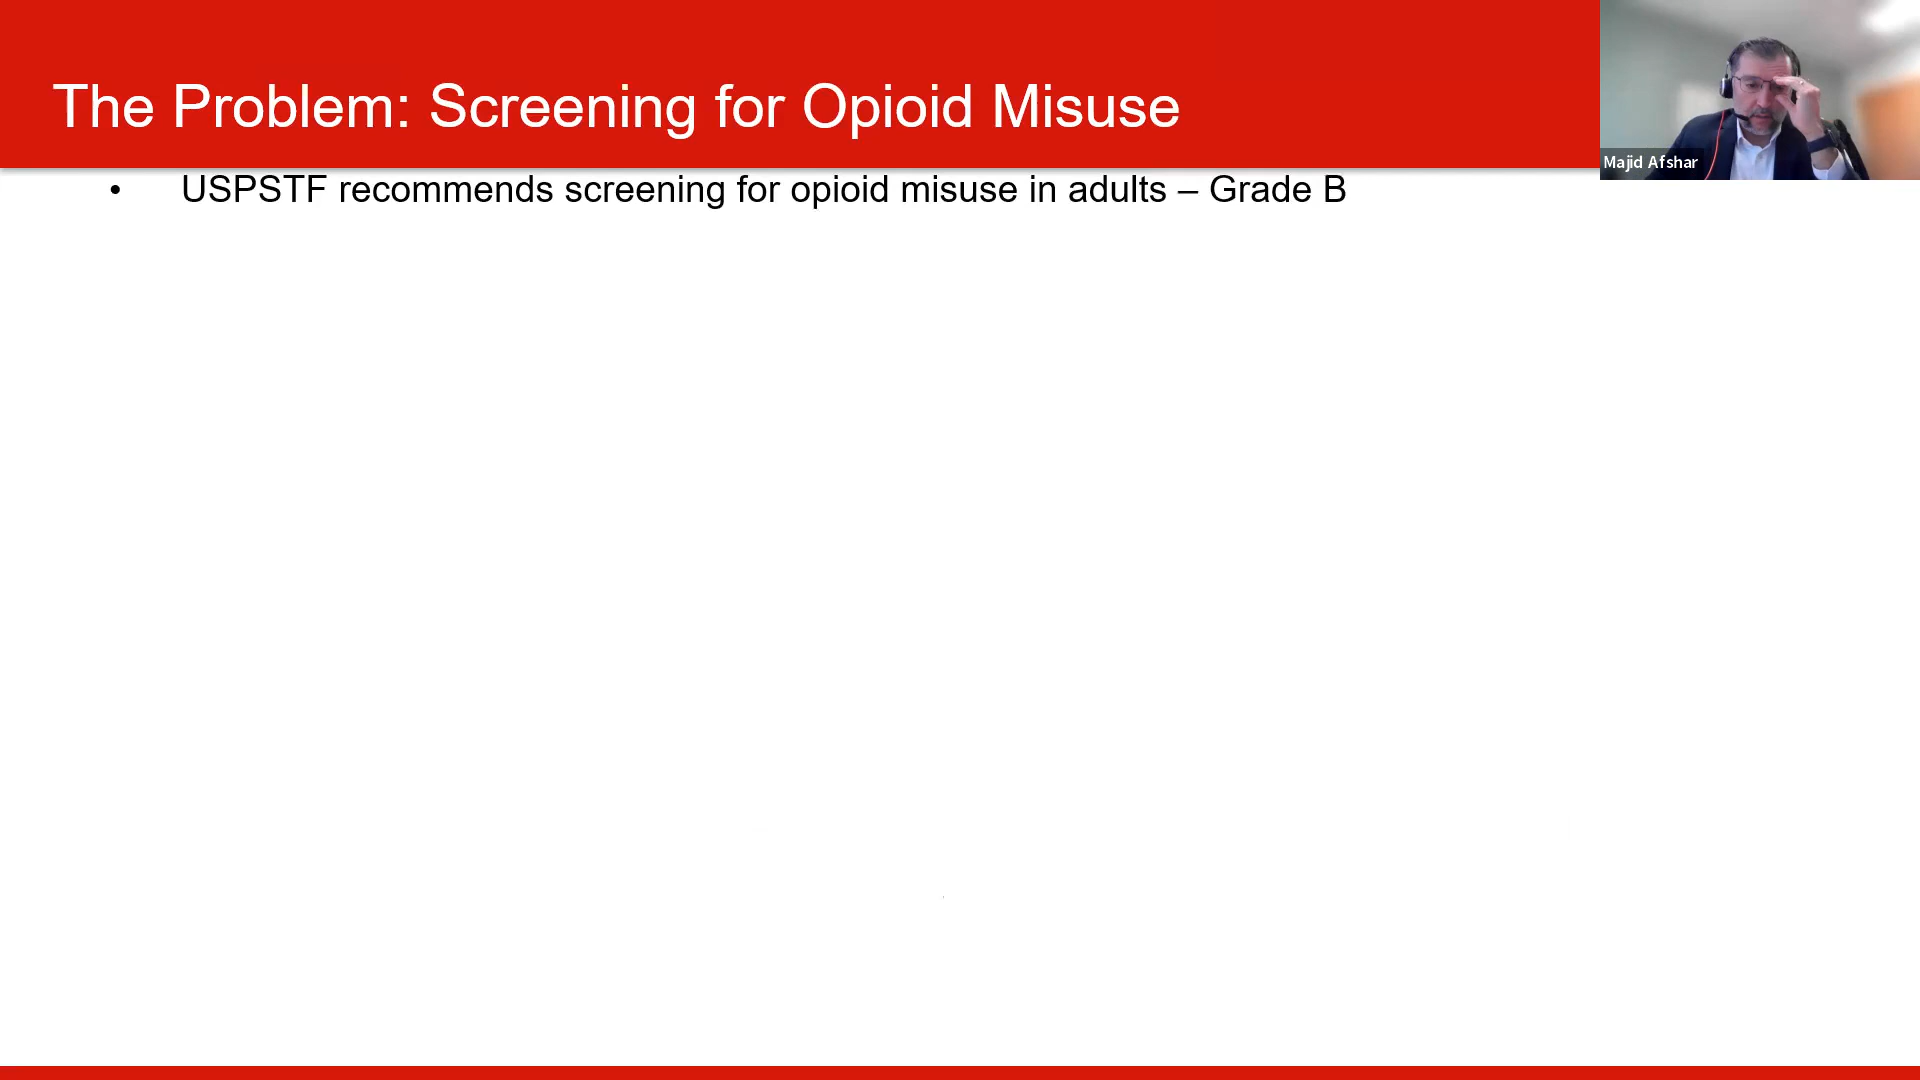 The Problem: Screening for Opioid Misuse
Majid Afshar
• USPSTF recommends screening for opioid misuse in adults – Grade B